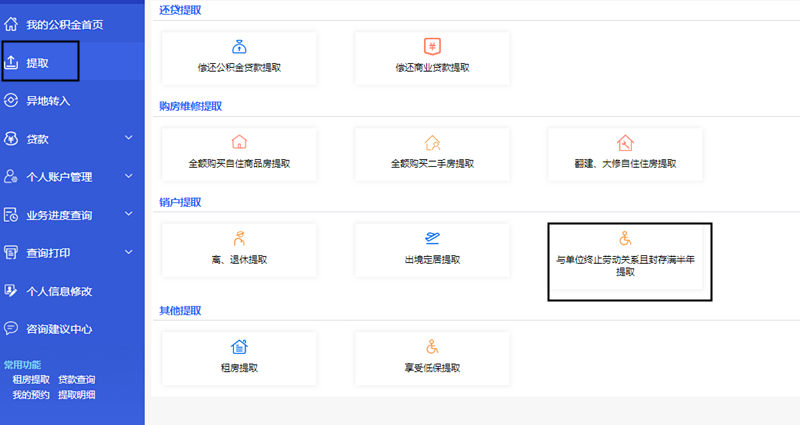 我的公积金首页
提取
异地转入
贷款
个人账户管理
业务进度查询
查询打印
个人信息修改
咨询建议中心
常用功能
租房提取 贷款查询
我的预约 提取明细
还贷提取
偿还公积金贷款提取
偿还商业贷款提取
购房维修提取
全额购买自住商品房提取
全额购买二手房提取
翻建、大修自住住房提取
销户提取
离、退休提取
出境定居提取
与单位终止劳动关系且封存满半年
提取
其他提取
租房提取
享受低保提取